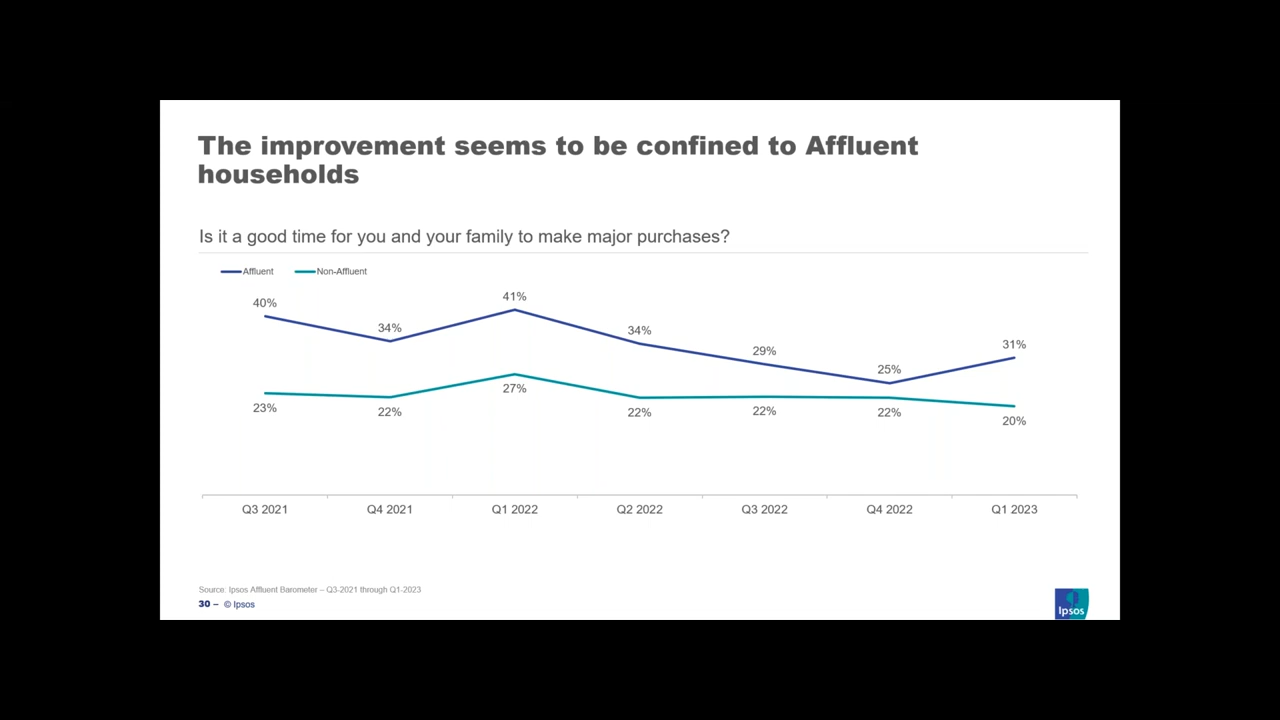 The improvement seems to be confined to Affluent
households
Is it a good time for you and your family to make major purchases?
Affluent Non-Affluent
40% 34% 41% 34% 29% 25% 31%
23% 22% 27% 22% 22% 22% 20%
Q3 2021 Q4 2021 Q1 2022 Q2 2022 Q3 2022 Q4 2022 Q1 2023
Source: Ipsos Affluent Barometer – Q3-2021 through Q1-2023
30 – © Ipsos
Ipsos